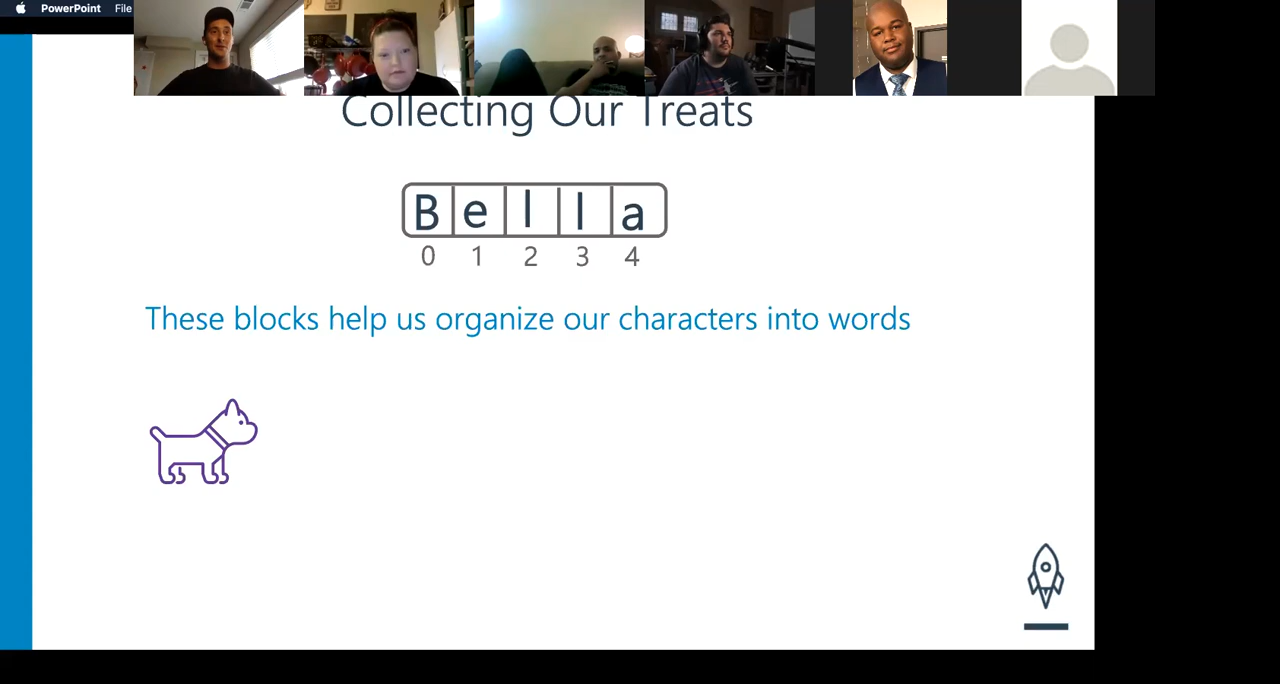 PowerPoint File
Collecting Our Treats
B e l l a
0 1 2 3 4
These blocks help us organize our characters into words